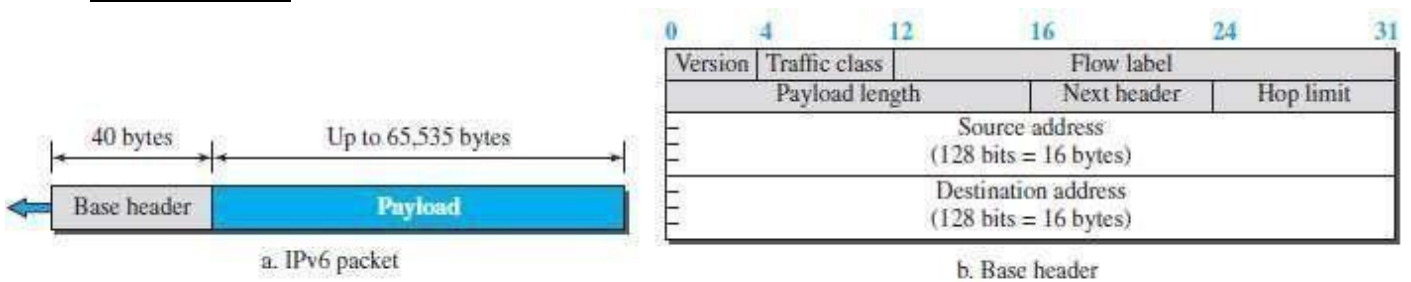 40 bytes
Up to 65,535 bytes
Base header
Payload
a. IPv6 packet
0 4 12 16 24 31
Version Traffic class Flow label
Payload length Next header Hop limit
Source address
(128 bits = 16 bytes)
Destination address
(128 bits = 16 bytes)
b. Base header